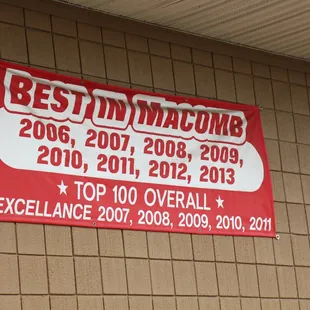 BEST IN MACOMB
2006, 2007, 2008, 2009,
2010, 2011, 2012, 2013
★ TOP 100 OVERALL ★
EXCELLANCE 2007, 2008, 2009, 2010, 2011